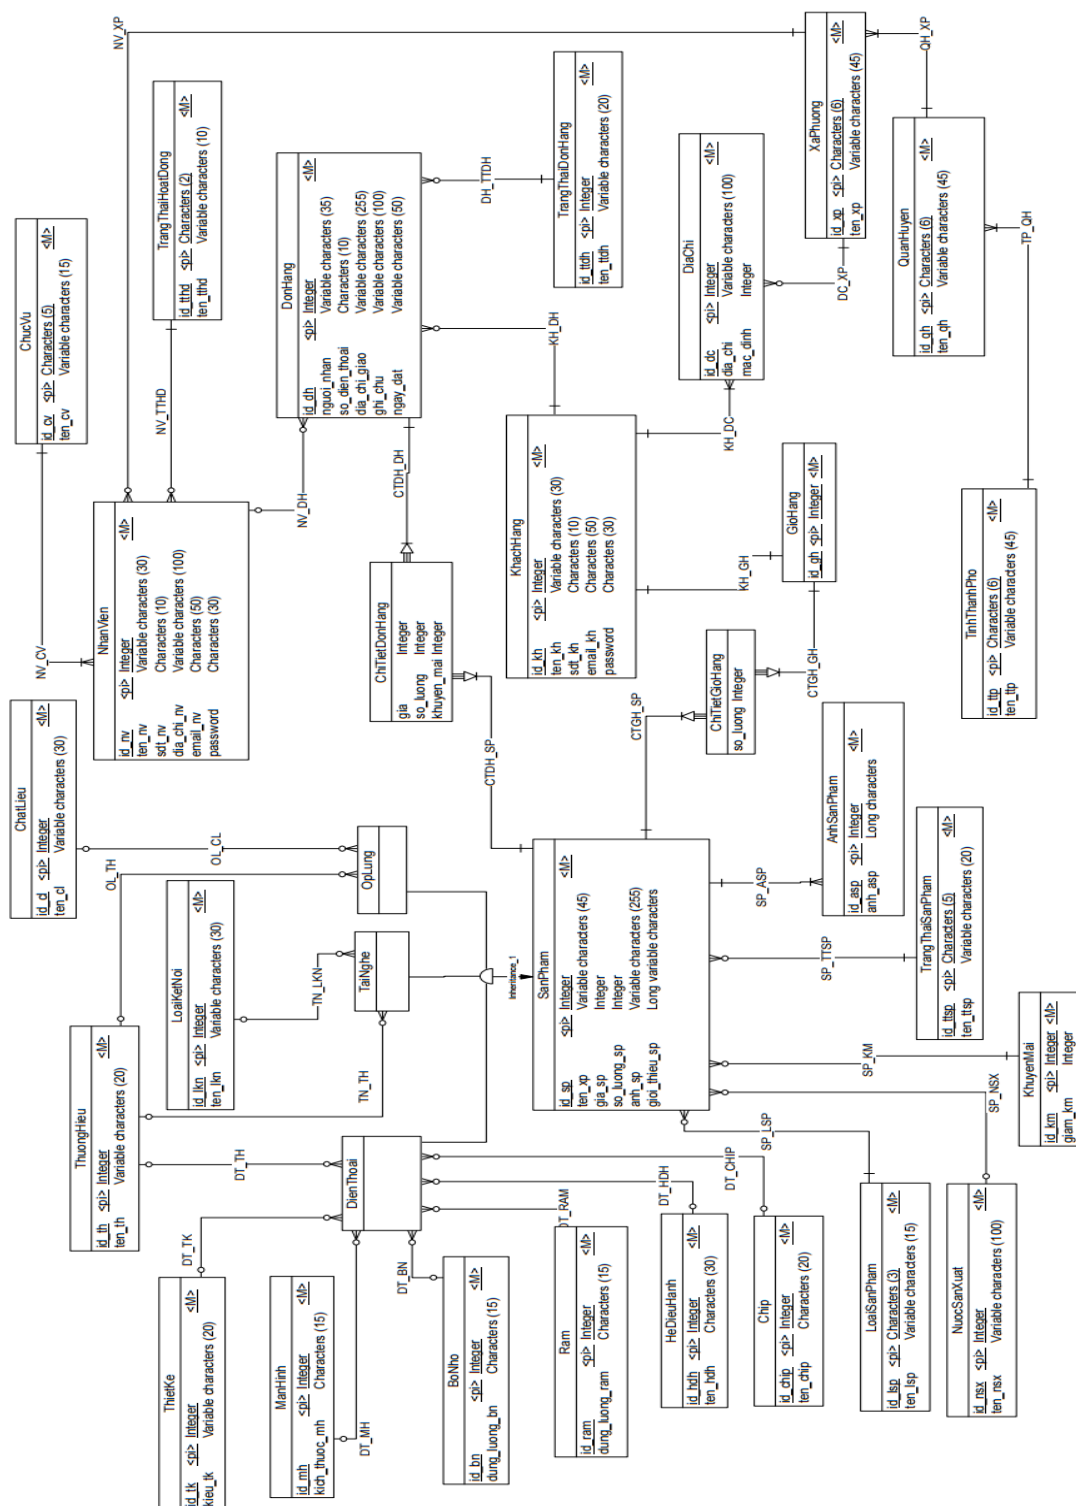 ChucVu
id_cv <pi> Characters (5) <M>
ten_cv Variable characters (15)
TrangThaiHoatDong
id_tthd <pi> Characters (2) <M>
ten_tthd Variable characters (10)
NV_XP
NV_TTHD
NV_CV
NhanVien
id_nv <pi> Integer <M>
ten_nv Variable characters (30)
sdt_nv Characters (10)
dia_chi_nv Variable characters (100)
email_nv Characters (50)
password Characters (30)
NV_DH
DonHang
id_dh <pi> Integer <M>
nguoi_nhan Variable characters (35)
so_dien_thoai Characters (10)
dia_chi_giao Variable characters (255)
ghi_chu Variable characters (100)
ngay_dat Variable characters (50)
DH_TTDH
TrangThaiDonHang
id_ttdh <pi> Integer <M>
ten_ttdh Variable characters (20)
CTDH_DH
KH_DH
ChiTietDonHang
gia Integer
so_luong Integer
khuyen_mai Integer
CTDH_SP
KhachHang
id_kh <pi> Integer <M>
ten_kh Variable characters (30)
sdt_kh Characters (10)
email_kh Characters (50)
password Characters (30)
KH_DC
KH_GH
DiaChi
id_dc <pi> Integer <M>
dia_chi Variable characters (100)
mac_dinh Integer
DC_XP
XaPhuong
id_xp <pi> Characters (6) <M>
ten_xp Variable characters (45)
QH_XP
QuanHuyen
id_qh <pi> Characters (6) <M>
ten_qh Variable characters (45)
TP_QH
TinhThanhPho
id_ttp <pi> Characters (6) <M>
ten_ttp Variable characters (45)
GioHang
id_gh <pi> Integer <M>
CTGH_GH
ChiTietGioHang
so_luong Integer
CTGH_SP
ChatLieu
id_cl <pi> Integer <M>
ten_cl Variable characters (30)
OL_TH
OL_CL
OpLung
LoaiKetNoi
id_lkn <pi> Integer <M>
ten_lkn Variable characters (30)
TN_LKN
TaiNghe
TN_TH
Inheritance_1
ThuongHieu
id_th <pi> Integer <M>
ten_th Variable characters (20)
DT_TH
DienThoai
SanPham
id_sp <pi> Integer <M>
ten_xp Variable characters (45)
gia_sp Integer
so_luong_sp Integer
anh_sp Variable characters (255)
gioi_thieu_sp Long variable characters
SP_ASP
AnhSanPham
id_asp <pi> Integer <M>
anh_asp Long characters
SP_TTSP
TrangThaiSanPham
id_ttsp <pi> Characters (5) <M>
ten_ttsp Variable characters (20)
SP_KM
KhuyenMai
id_km <pi> Integer <M>
giam_km Integer
SP_NSX
SP_LSP
DT_TK
ThietKe
id_tk <pi> Integer <M>
kieu_tk Variable characters (20)
DT_MH
ManHinh
id_mh <pi> Integer <M>
kich_thuoc_mh Characters (15)
DT_BN
BoNho
id_bn <pi> Integer <M>
dung_luong_bn Characters (15)
DT_RAM
Ram
id_ram <pi> Integer <M>
dung_luong_ram Characters (15)
DT_HDH
HeDieuHanh
id_hdh <pi> Integer <M>
ten_hdh Characters (30)
DT_CHIP
Chip
id_chip <pi> Integer <M>
ten_chip Characters (20)
LoaiSanPham
id_lsp <pi> Characters (3) <M>
ten_lsp Variable characters (15)
NuocSanXuat
id_nsx <pi> Integer <M>
ten_nsx Variable characters (100)